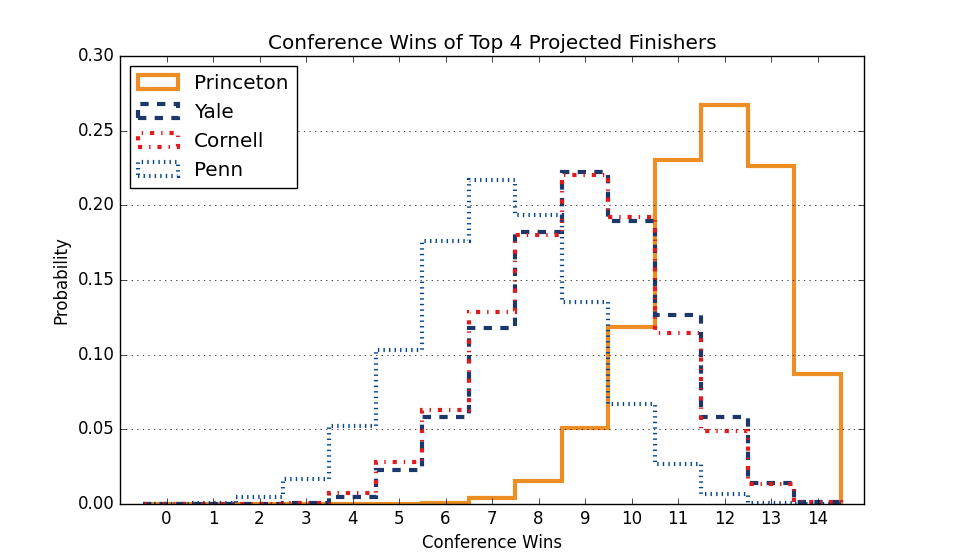 Conference Wins of Top 4 Projected Finishers
0.30
0.25
0.20
0.15
0.10
0.05
0.00
Probability
Princeton
Yale
Cornell
Penn
0 1 2 3 4 5 6 7 8 9 10 11 12 13 14
Conference Wins